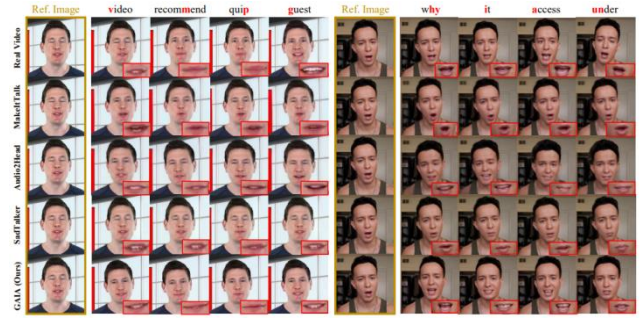 Ref. Image video recommend quip guest Ref. Image why it access under
Real Video
MakeItTalk
Audio2Head
SadTalker
GAIA (Ours)